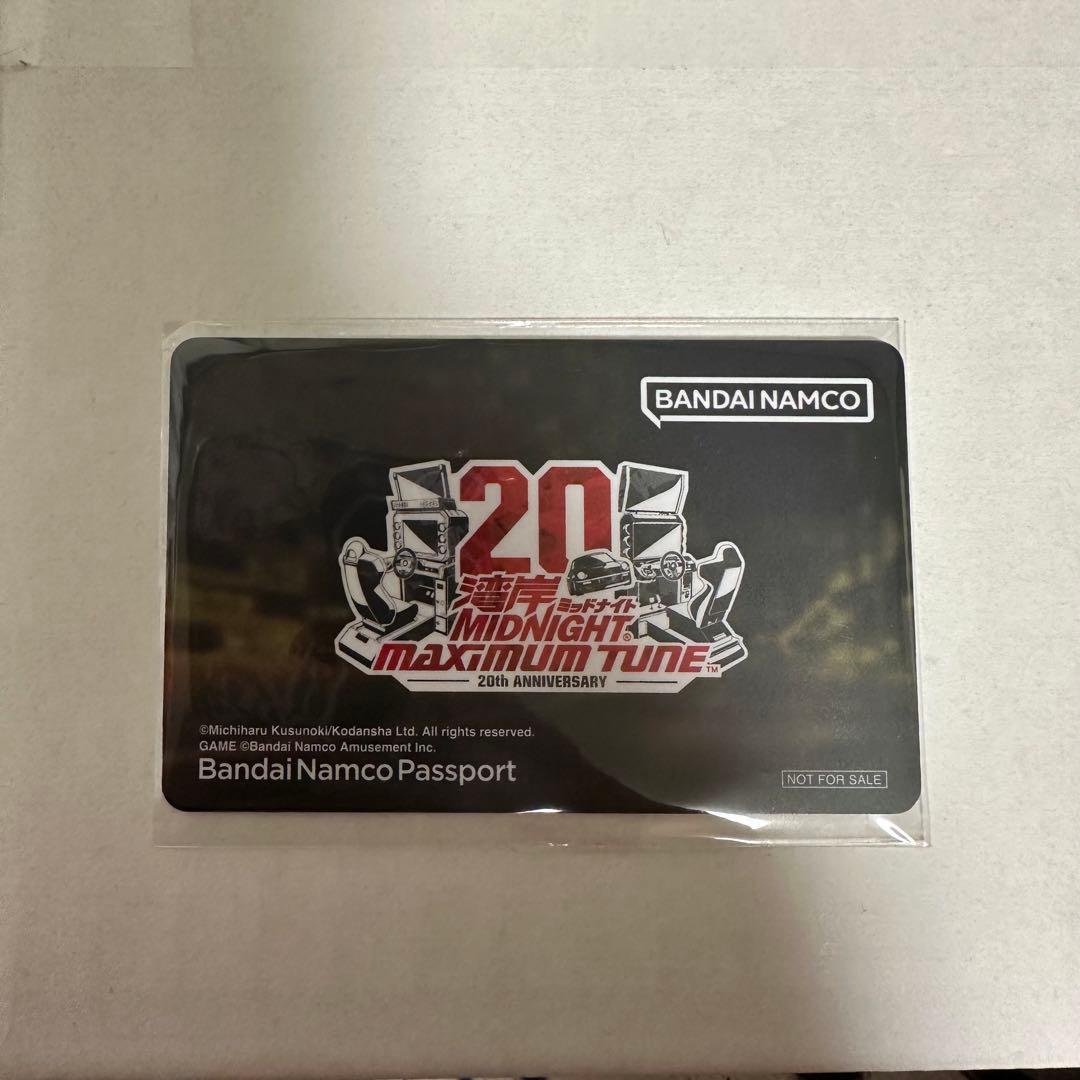 BANDAI NAMCO
20
湾岸 ミッドナイト
MIDNIGHT®
MAXIMUM TUNE™
20th ANNIVERSARY
©Michiharu Kusunoki/Kodansha Ltd. All rights reserved.
GAME ©Bandai Namco Amusement Inc.
Bandai Namco Passport
NOT FOR SALE